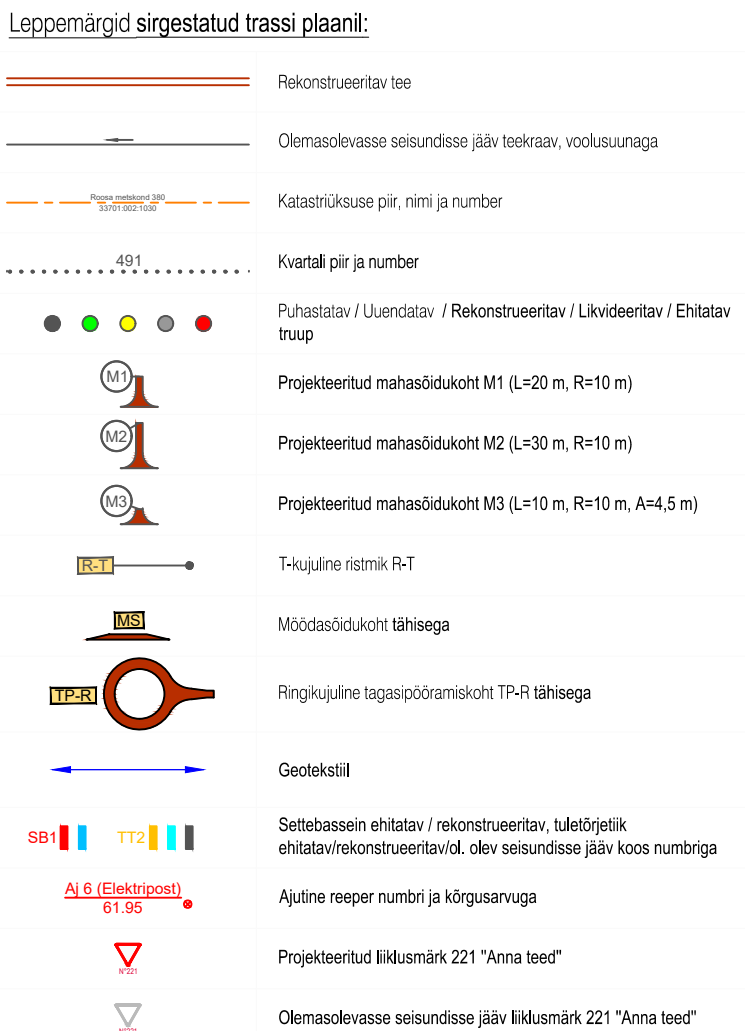 Leppemärgid sirgestatud trassi plaanil:
Rekonstrueeritav tee
Olemasolevasse seisundisse jääv teekraav, voolusuunaga
Roosa metskond 380
33701:002:1030
Katastriüksuse piir, nimi ja number
491
Kvartali piir ja number
Puhastatav / Uuendatav / Rekonstrueeritav / Likvideeritav / Ehitatav
truup
M1
Projekteeritud mahasõidukoht M1 (L=20 m, R=10 m)
M2
Projekteeritud mahasõidukoht M2 (L=30 m, R=10 m)
M3
Projekteeritud mahasõidukoht M3 (L=10 m, R=10 m, A=4,5 m)
R-T
T-kujuline ristmik R-T
MS
Möödasõidukoht tähisega
TP-R
Ringikujuline tagasipööramiskoht TP-R tähisega
Geotekstiil
SB1 TT2
Settebassein ehitatav / rekonstrueeritav, tuletõrjetiik
ehitatav/rekonstrueeritav/ol. olev seisundisse jääv koos numbriga
Aj 6 (Elektripost)
61.95
Ajutine reeper numbri ja kõrgusarvuga
N°221
Projekteeritud liiklusmärk 221 "Anna teed"
Olemasolevasse seisundisse jääv liiklusmärk 221 "Anna teed"
N°221